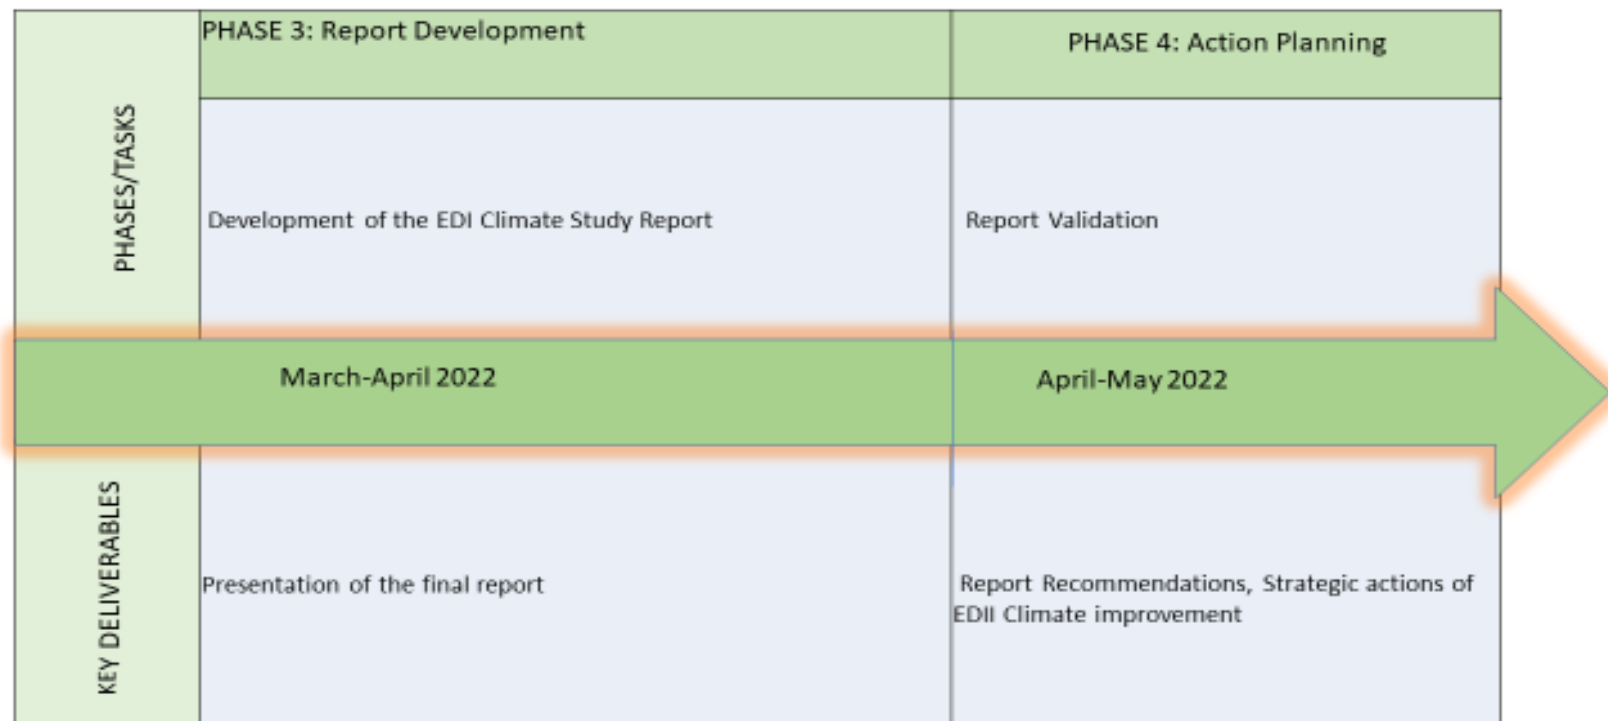 PHASE 3: Report Development
PHASE 4: Action Planning
PHASES/TASKS
Development of the EDI Climate Study Report
Report Validation
March-April 2022
April-May 2022
KEY DELIVERABLES
Presentation of the final report
Report Recommendations, Strategic actions of
EDII Climate improvement